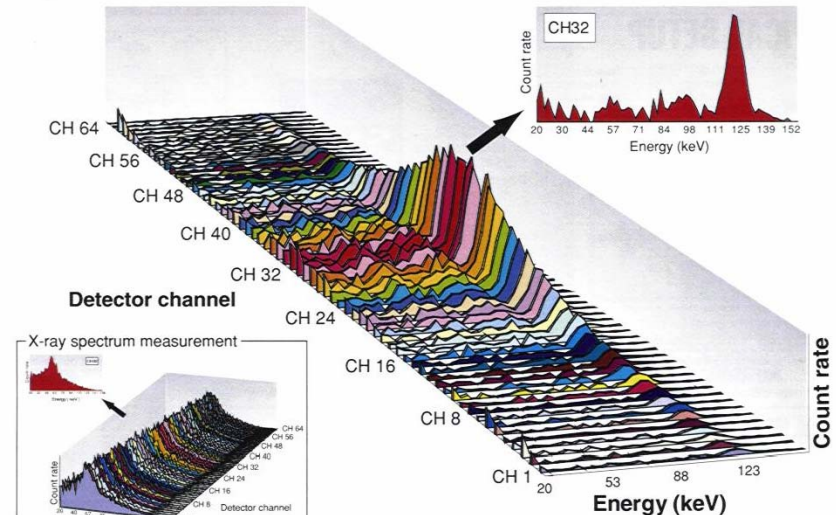 CH32
Count rate
20 30 44 57 71 84 98 111 125 139 152
Energy (keV)
CH 64
CH 56
CH 48
CH 40
CH 32
CH 24
CH 16
CH 8
CH 1
Detector channel
20 53 88 123
Energy (keV)
Count rate
X-ray spectrum measurement
Count rate
CH 64
CH 56
CH 48
CH 40
CH 32
CH 24
CH 16
CH 8
Detector channel